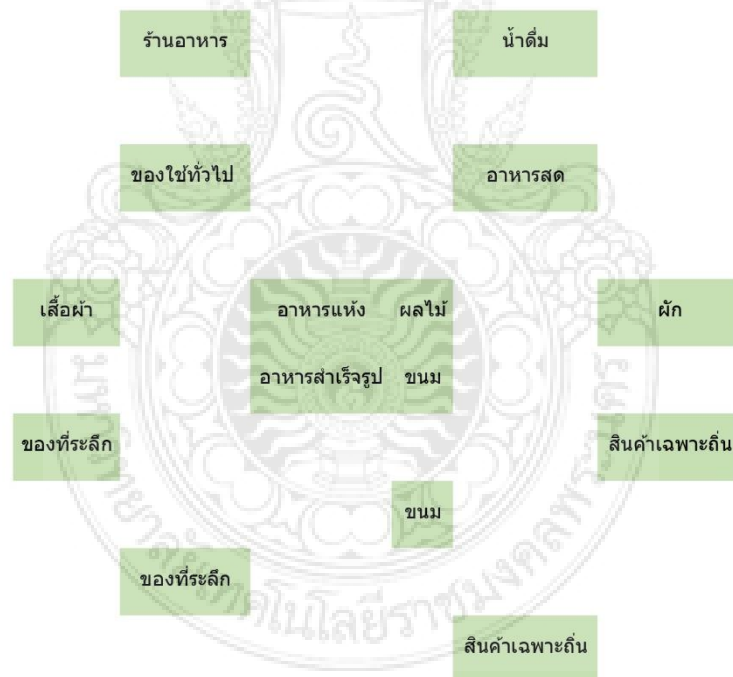 ร้านอาหาร น้ำดื่ม
ของใช้ทั่วไป อาหารสด
เสื้อผ้า อาหารแห้ง ผลไม้ ผัก
อาหารสำเร็จรูป ขนม
ของที่ระลึก สินค้าเฉพาะถิ่น
ขนม
ของที่ระลึก
สินค้าเฉพาะถิ่น